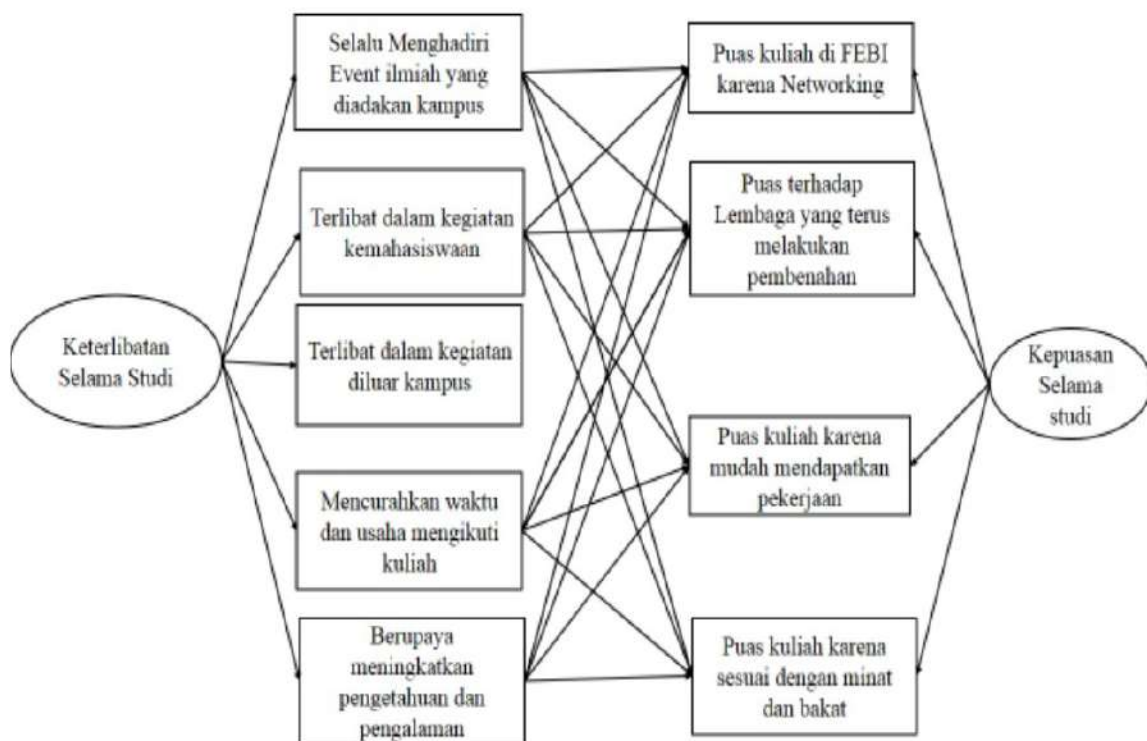 Selalu Menghadiri
Event ilmiah yang
diadakan kampus
Terlibat dalam kegiatan
kemahasiswaan
Keterlibatan
Selama Studi
Terlibat dalam kegiatan
diluar kampus
Mencurahkan waktu
dan usaha mengikuti
kuliah
Berupaya
meningkatkan
pengetahuan dan
pengalaman
Puas kuliah di FEBI
karena Networking
Puas terhadap
Lembaga yang terus
melakukan
pembenahan
Puas kuliah karena
mudah mendapatkan
pekerjaan
Puas kuliah karena
sesuai dengan minat
dan bakat
Kepuasan
Selama
studi